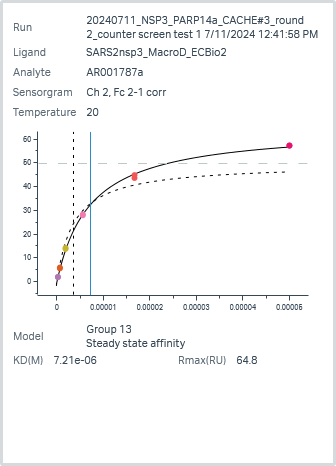 Run 20240711_NSP3_PARP14a_CACHE#3_round
2_counter screen test 1 7/11/2024 12:41:58 PM
Ligand SARS2nsp3_MacroD_ECBio2
Analyte AR001787a
Sensorgram Ch 2, Fc 2-1 corr
Temperature 20
60
50
40
30
20
10
0
0 0.00001 0.00002 0.00003 0.00004 0.00005
Model Group 13
Steady state affinity
KD(M) 7.21e-06 Rmax(RU) 64.8